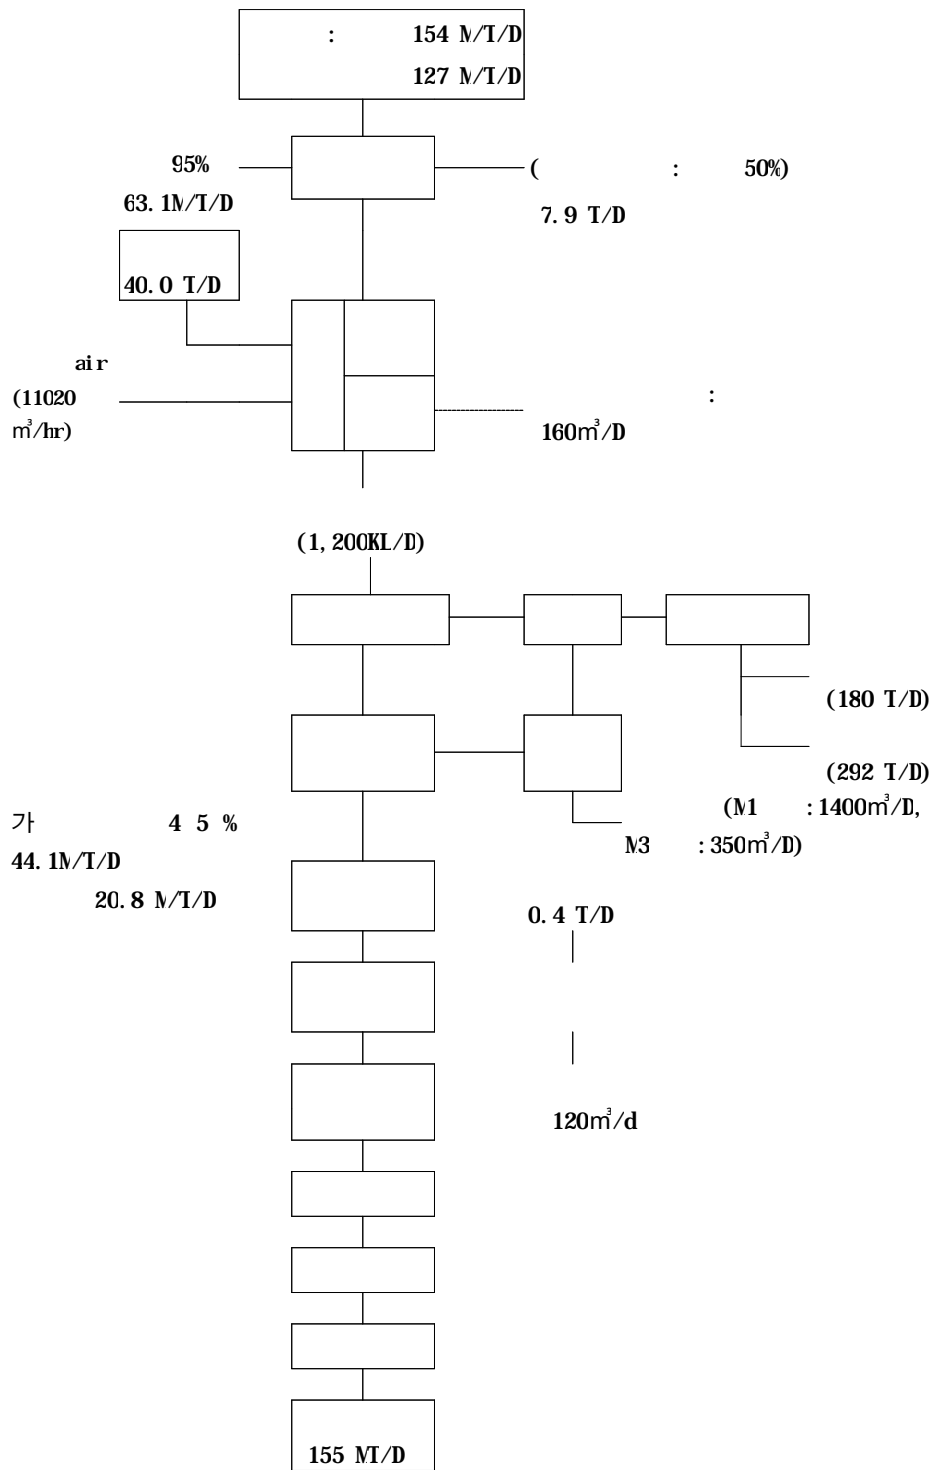 : 154 M/T/D
127 M/T/D
95%
63.1M/T/D
( : 50%)
7.9 T/D
40.0 T/D
air
(11020
㎥/hr)
:
160㎥/D
(1,200KL/D)
(180 T/D)
(292 T/D)
(M1 :1400㎥/D,
M3 :350㎥/D)
가 4 5 %
44.1M/T/D
20.8 M/T/D
0.4 T/D
120㎥/d
155 MT/D